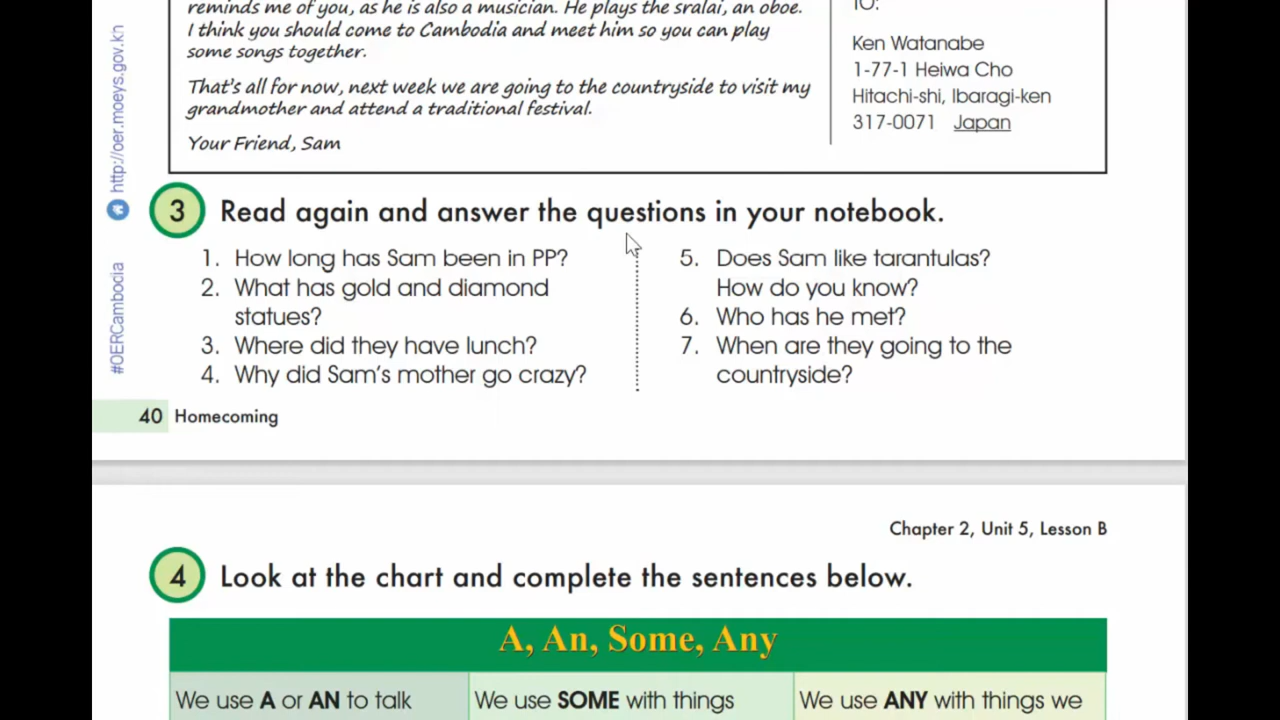 reminds me of you, as he is also a musician. He plays the sralai, an oboe.
I think you should come to Cambodia and meet him so you can play
some songs together.
That's all for now, next week we are going to the countryside to visit my
grandmother and attend a traditional festival.
Your Friend, Sam
TO:
Ken Watanabe
1-77-1 Heiwa Cho
Hitachi-shi, Ibaragi-ken
317-0071 Japan
http://oer.moeys.gov.kh
#OERCambodia
3 Read again and answer the questions in your notebook.
1. How long has Sam been in PP?
2. What has gold and diamond
statues?
3. Where did they have lunch?
4. Why did Sam's mother go crazy?
5. Does Sam like tarantulas?
How do you know?
6. Who has he met?
7. When are they going to the
countryside?
40 Homecoming
Chapter 2, Unit 5, Lesson B
4 Look at the chart and complete the sentences below.
A, An, Some, Any
We use A or AN to talk
We use SOME with things
We use ANY with things we